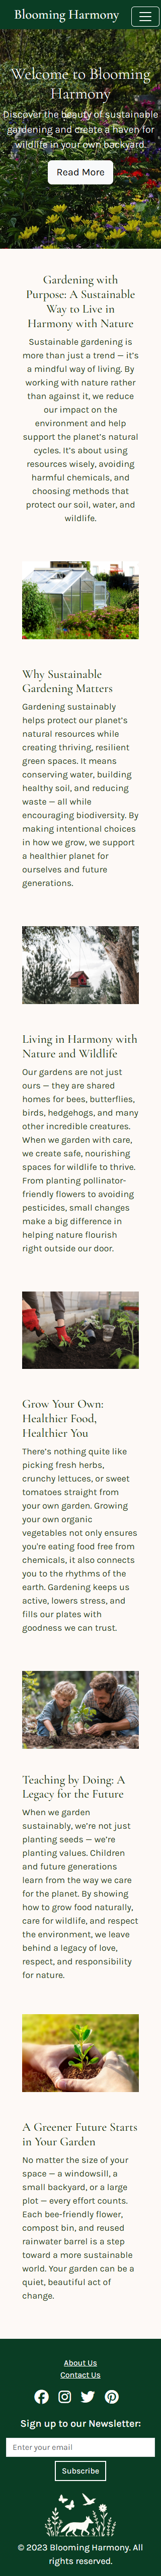 Blooming Harmony
Welcome to Blooming
Harmony
Discover the beauty of sustainable
gardening and create a haven for
wildlife in your own backyard.
Read More
Gardening with
Purpose: A Sustainable
Way to Live in
Harmony with Nature
Sustainable gardening is
more than just a trend — it's
a mindful way of living. By
working with nature rather
than against it, we reduce
our impact on the
environment and help
support the planet's natural
cycles. It's about using
resources wisely, avoiding
harmful chemicals, and
choosing methods that
protect our soil, water, and
wildlife.
Why Sustainable
Gardening Matters
Gardening sustainably
helps protect our planet's
natural resources while
creating thriving, resilient
green spaces. It means
conserving water, building
healthy soil, and reducing
waste — all while
encouraging biodiversity. By
making intentional choices
in how we grow, we support
a healthier planet for
ourselves and future
generations.
Living in Harmony with
Nature and Wildlife
Our gardens are not just
ours — they are shared
homes for bees, butterflies,
birds, hedgehogs, and many
other incredible creatures.
When we garden with care,
we create safe, nourishing
spaces for wildlife to thrive.
From planting pollinator-
friendly flowers to avoiding
pesticides, small changes
make a big difference in
helping nature flourish
right outside our door.
Grow Your Own:
Healthier Food,
Healthier You
There's nothing quite like
picking fresh herbs,
crunchy lettuces, or sweet
tomatoes straight from
your own garden. Growing
your own organic
vegetables not only ensures
you're eating food free from
chemicals, it also connects
you to the rhythms of the
earth. Gardening keeps us
active, lowers stress, and
fills our plates with
goodness we can trust.
Teaching by Doing: A
Legacy for the Future
When we garden
sustainably, we're not just
planting seeds — we're
planting values. Children
and future generations
learn from the way we care
for the planet. By showing
how to grow food naturally,
care for wildlife, and respect
the environment, we leave
behind a legacy of love,
respect, and responsibility
for nature.
A Greener Future Starts
in Your Garden
No matter the size of your
space — a windowsill, a
small backyard, or a large
plot — every effort counts.
Each bee-friendly flower,
compost bin, and reused
rainwater barrel is a step
toward a more sustainable
world. Your garden can be a
quiet, beautiful act of
change.
About Us
Contact Us
Sign up to our Newsletter:
Enter your email
Subscribe
© 2023 Blooming Harmony. All
rights reserved.